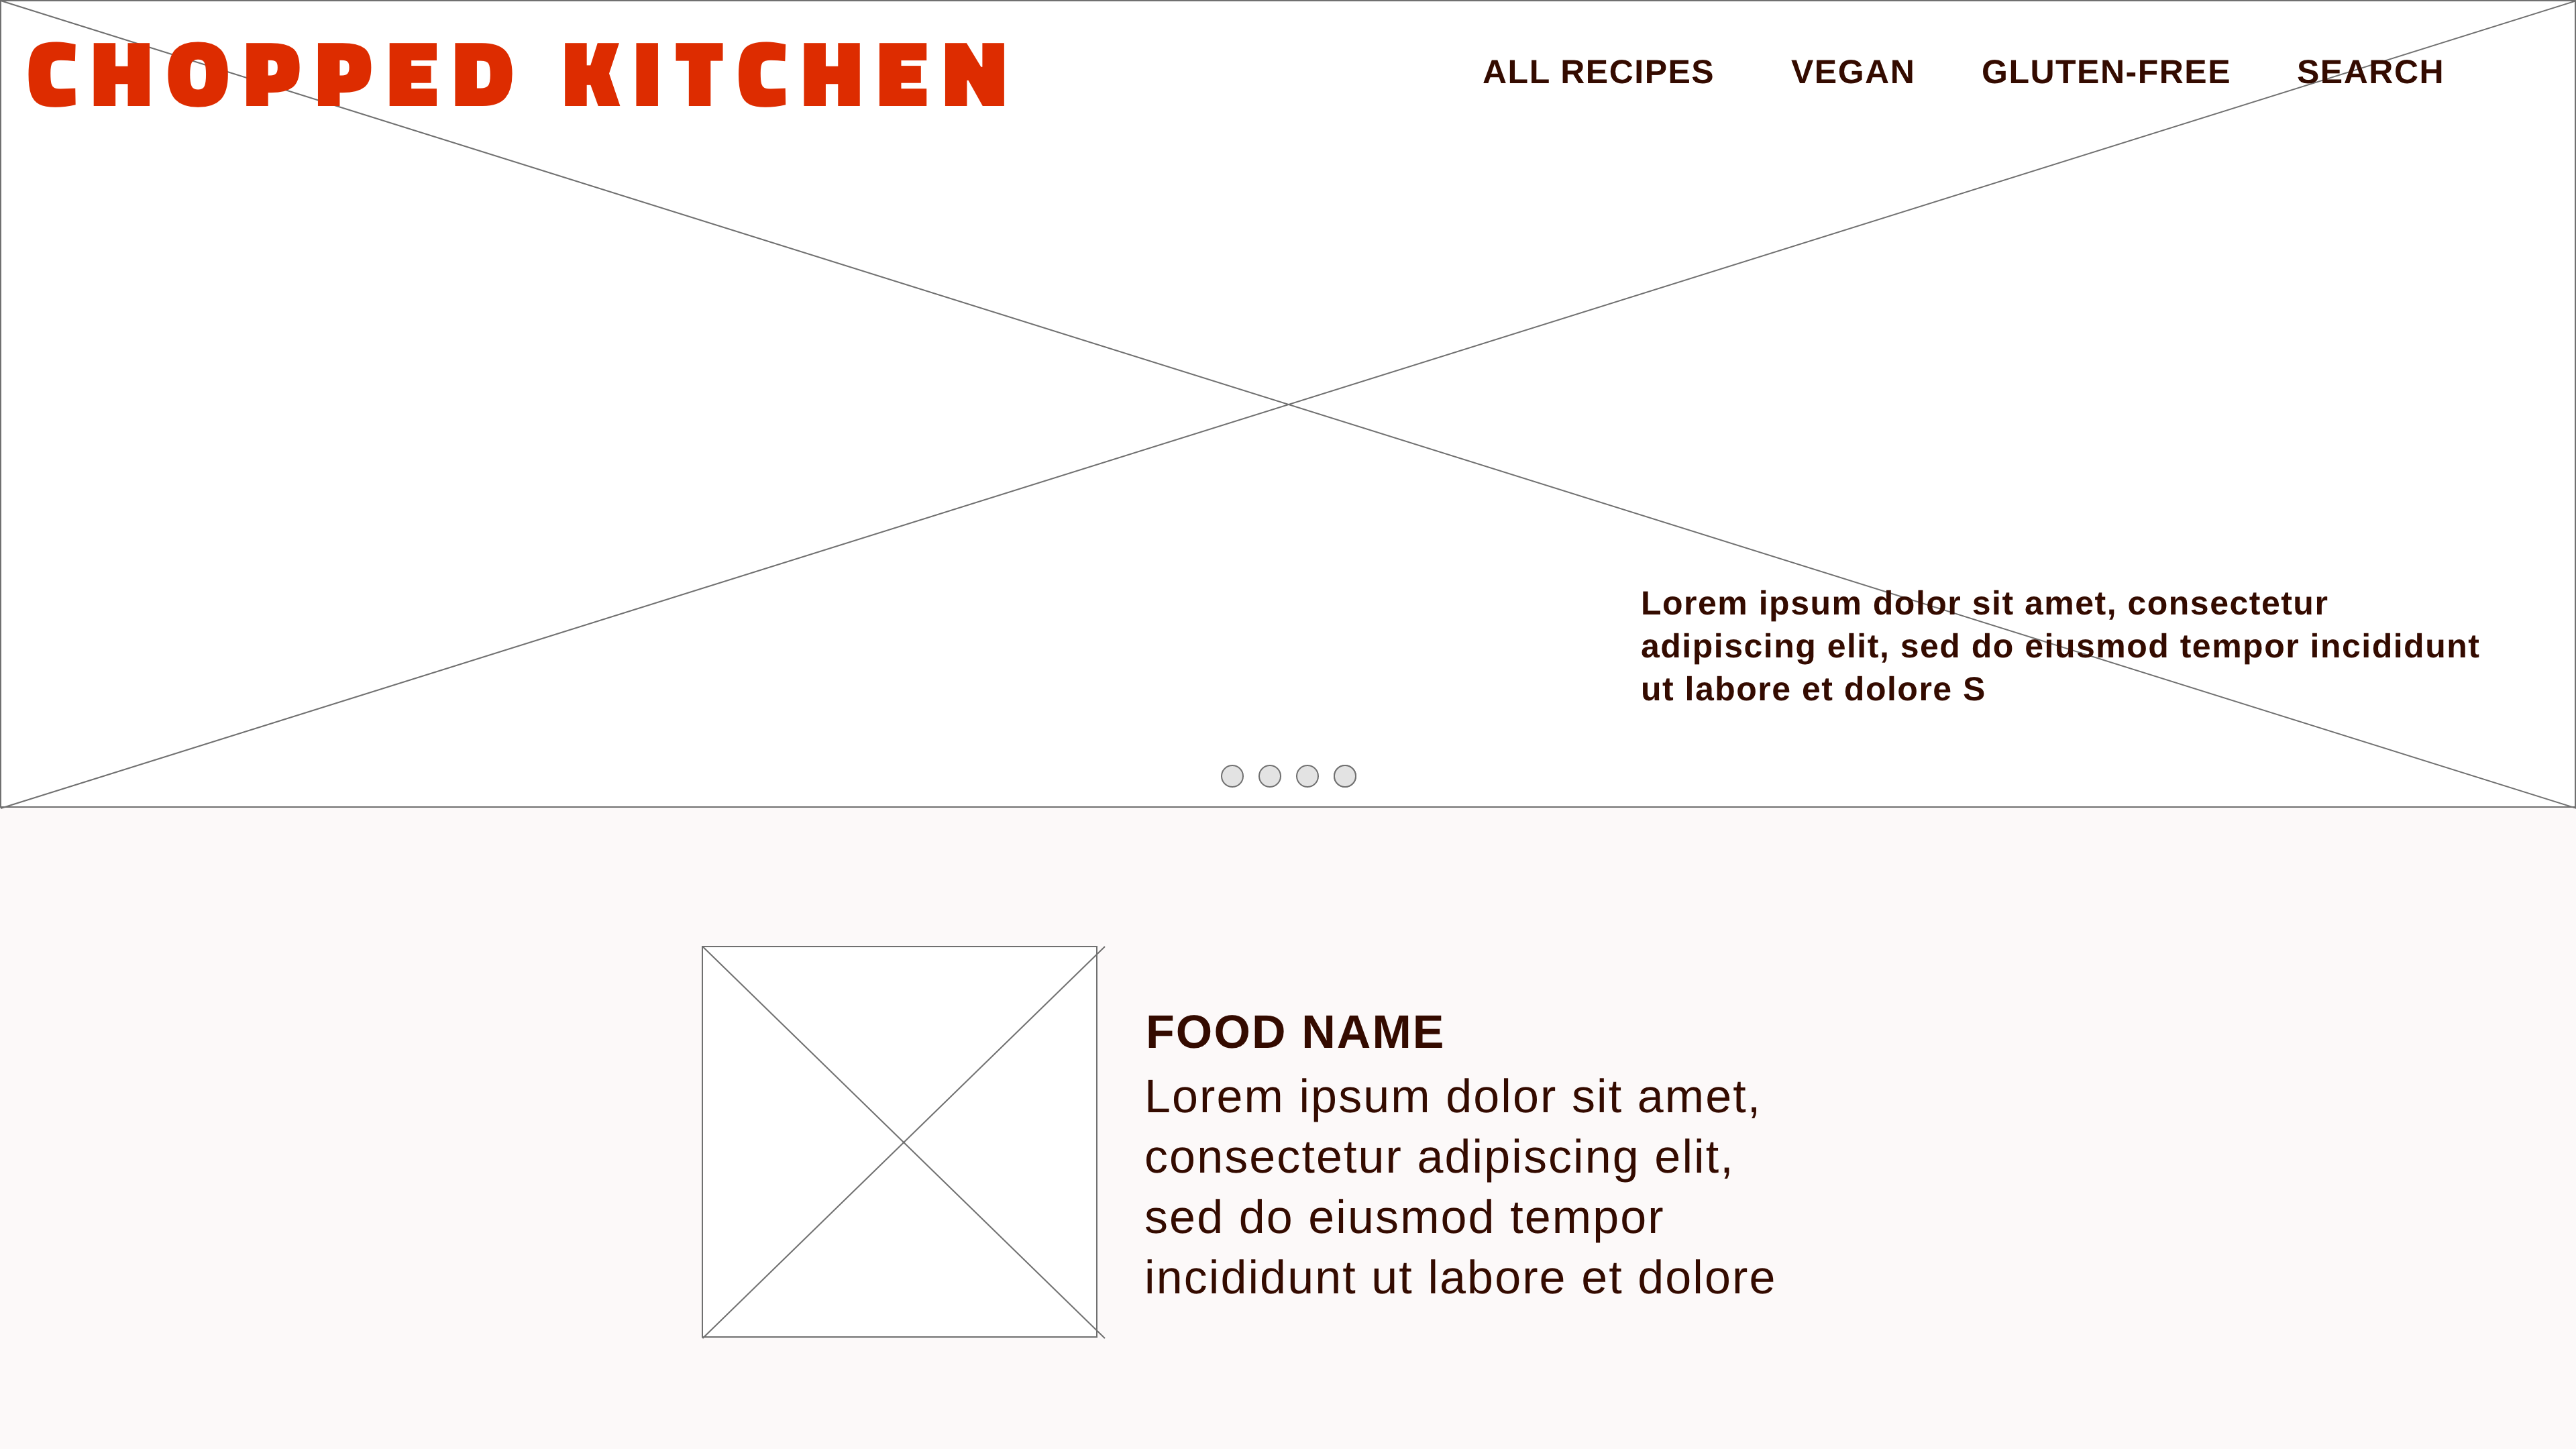 CHOPPED KITCHEN
ALL RECIPES VEGAN GLUTEN-FREE SEARCH
Lorem ipsum dolor sit amet, consectetur
adipiscing elit, sed do eiusmod tempor incididunt
ut labore et dolore S
FOOD NAME
Lorem ipsum dolor sit amet,
consectetur adipiscing elit,
sed do eiusmod tempor
incididunt ut labore et dolore